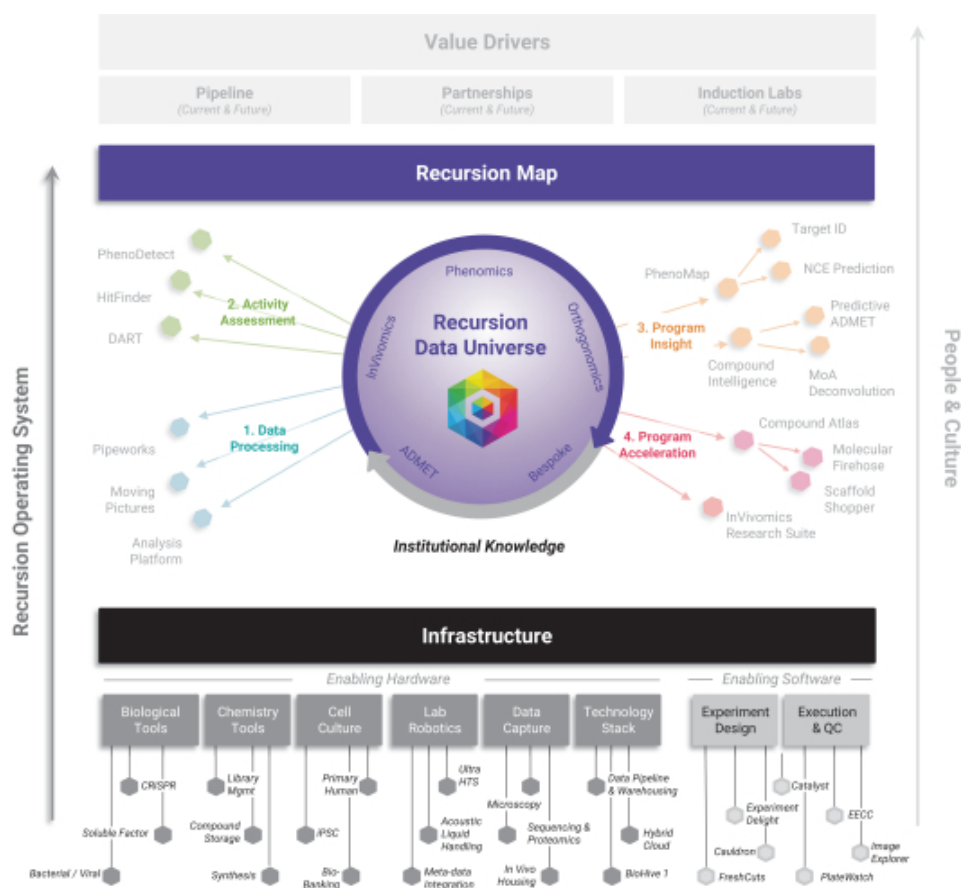 Value Drivers
Pipeline
(Current & Future)
Partnerships
(Current & Future)
Induction Labs
(Current & Future)
Recursion Map
Recursion Operating System
People & Culture
PhenoDetect
HitFinder
DART
2. Activity
Assessment
Pipeworks
Moving
Pictures
Analysis
Platform
1. Data
Processing
Phenomics
InVivomics
Orthogonomics
ADMET
Bespoke
Recursion
Data Universe
Institutional Knowledge
3. Program
Insight
Target ID
PhenoMap
NCE Prediction
Predictive
ADMET
Compound
Intelligence
MoA
Deconvolution
4. Program
Acceleration
Compound Atlas
Molecular
Firehose
Scaffold
Shopper
InVivomics
Research Suite
Infrastructure
Enabling Hardware
Enabling Software
Biological
Tools
Chemistry
Tools
Cell
Culture
Lab
Robotics
Data
Capture
Technology
Stack
Experiment
Design
Execution
& QC
CRISPR
Soluble Factor
Bacterial / Viral
Library
Mgmt
Compound
Storage
Synthesis
Primary
Human
iPSC
Bio-
Banking
Ultra
HTS
Acoustic
Liquid
Handling
Meta-data
Integration
Microscopy
Sequencing &
Proteomics
In Vivo
Housing
Data Pipeline
& Warehousing
Hybrid
Cloud
BioHive 1
Experiment
Delight
Cauldron
FreshCuts
Catalyst
EECC
Image
Explorer
PlateWatch